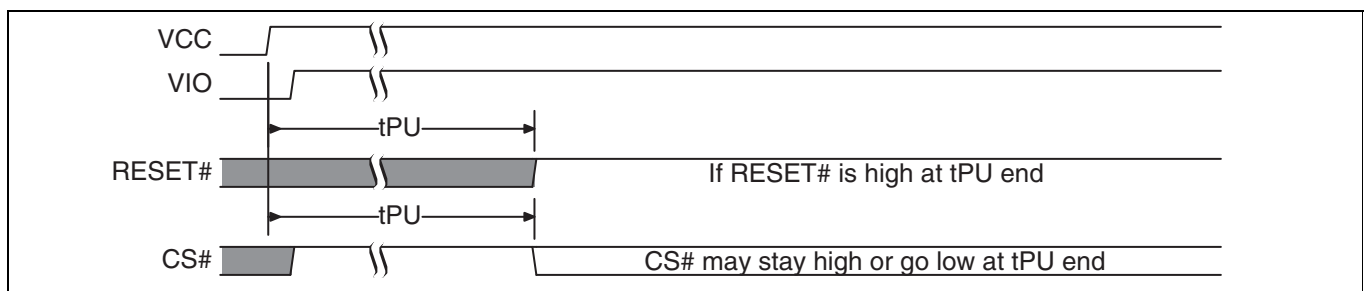 VCC
VIO
tPU
RESET# If RESET# is high at tPU end
tPU
CS# CS# may stay high or go low at tPU end